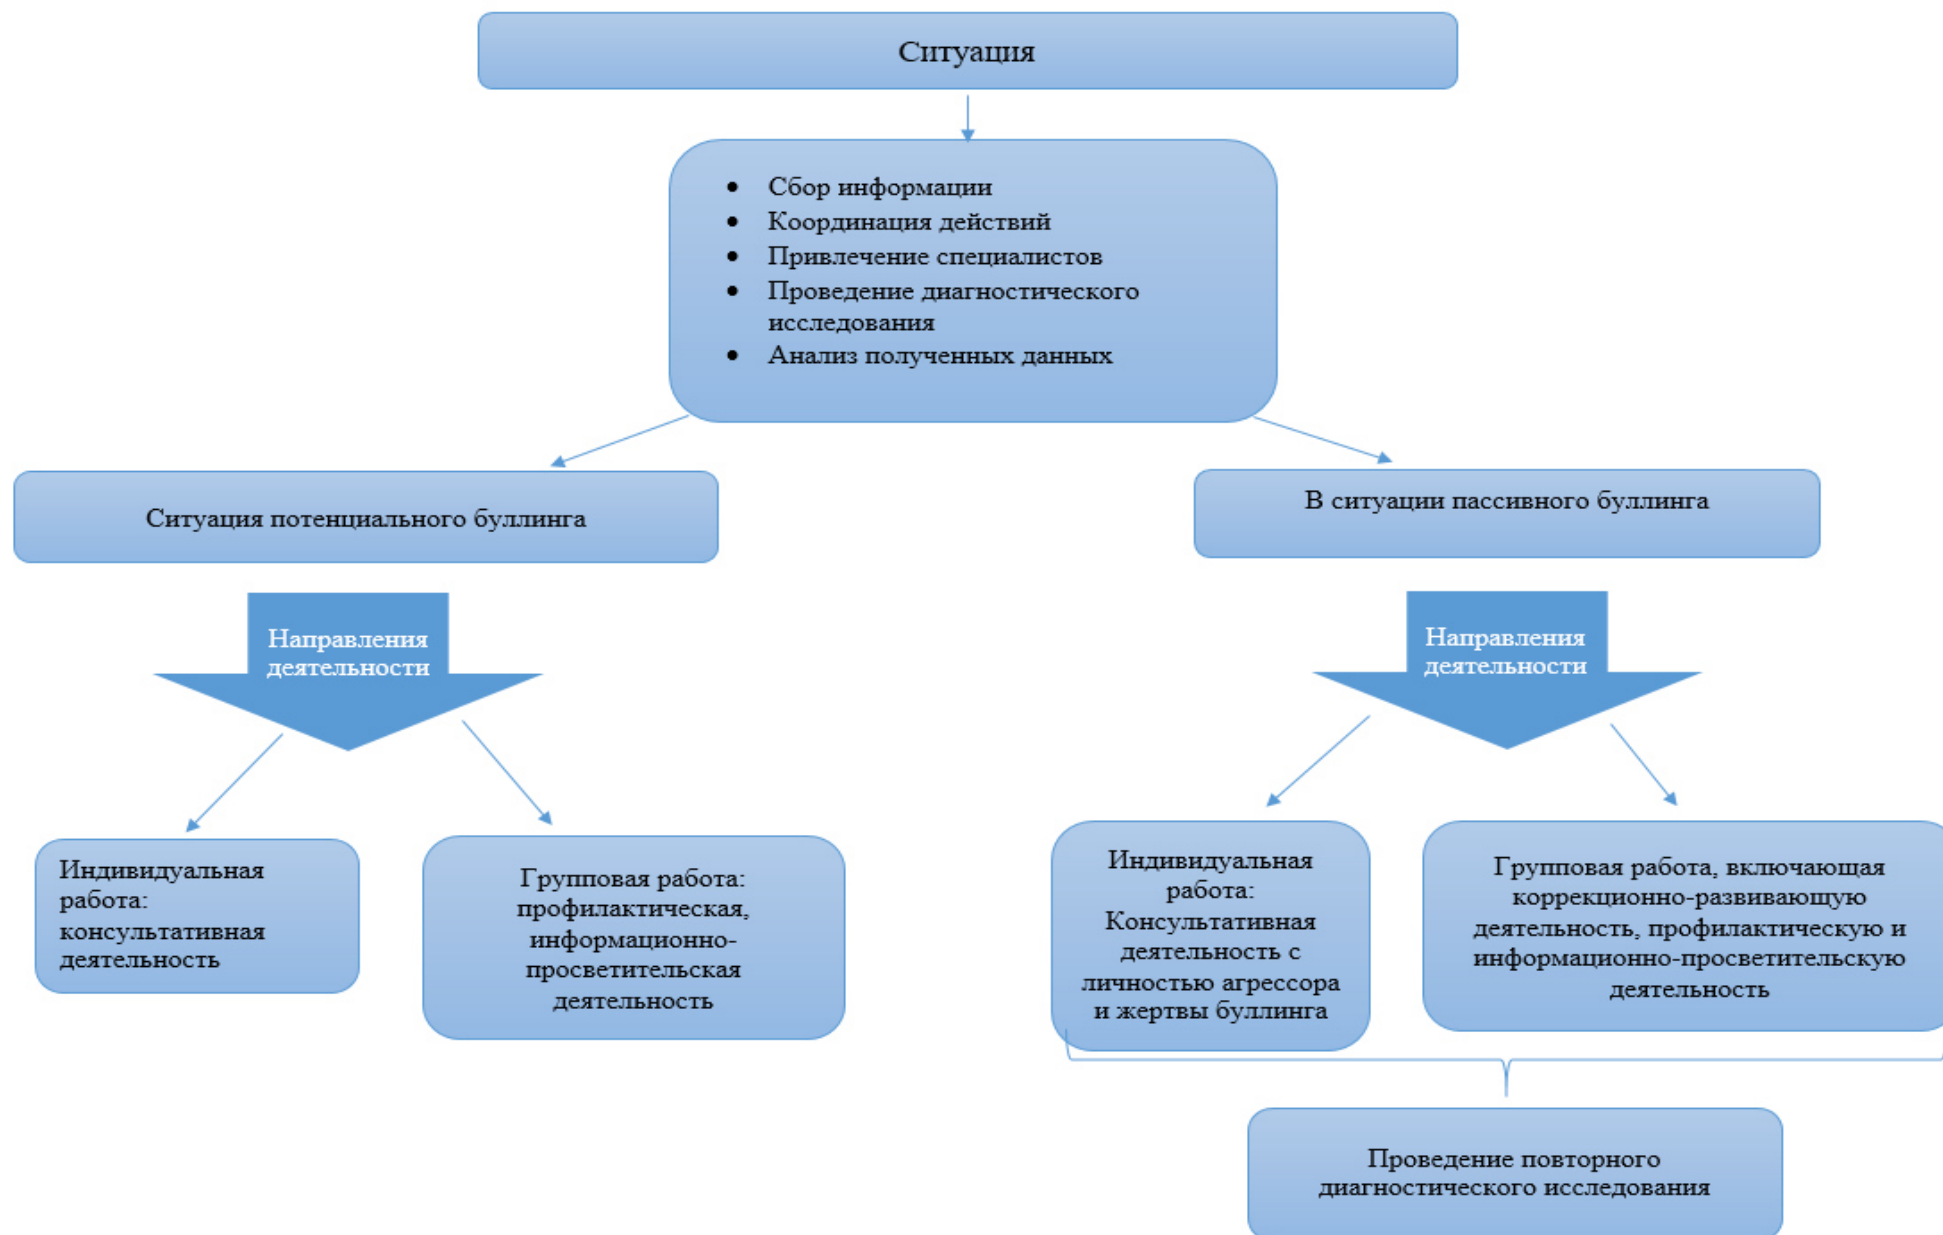 Ситуация
• Сбор информации
• Координация действий
• Привлечение специалистов
• Проведение диагностического
исследования
• Анализ полученных данных
Ситуация потенциального буллинга
В ситуации пассивного буллинга
Направления
деятельности
Направления
деятельности
Индивидуальная
работа:
консультативная
деятельность
Групповая работа:
профилактическая,
информационно-
просветительская
деятельность
Индивидуальная
работа:
Консультативная
деятельность с
личностью агрессора
и жертвы буллинга
Групповая работа, включающая
коррекционно-развивающую
деятельность, профилактическую и
информационно-просветительскую
деятельность
Проведение повторного
диагностического исследования